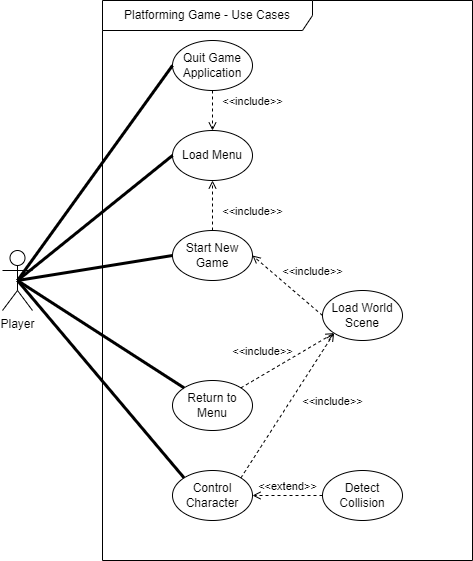 Platforming Game - Use Cases
Quit Game
Application
<<include>>
Load Menu
<<include>>
Start New
Game
<<include>>
Load World
Scene
Player
<<include>>
Return to
Menu
<<include>>
Control
Character
<<extend>>
Detect
Collision